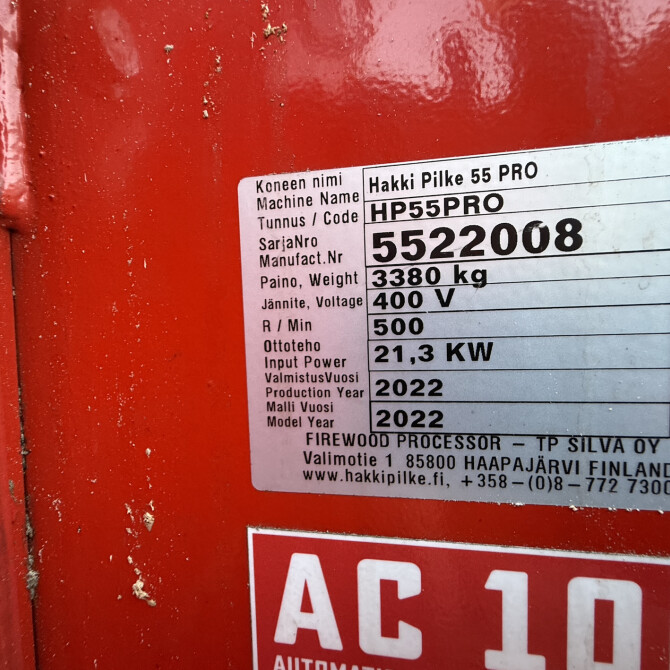 Koneen nimi
Machine Name Hakki Pilke 55 PRO
Tunnus / Code HP55PRO
SarjaNro
Manufact.Nr 5522008
Paino, Weight 3380 kg
Jännite, Voltage 400 V
R / Min 500
Ottoteho
Input Power 21,3 KW
ValmistusVuosi
Production Year 2022
Malli Vuosi
Model Year 2022
FIREWOOD PROCESSOR – TP SILVA OY
Valimotie 1 85800 HAAPAJÄRVI FINLAND
www.hakkipilke.fi, +358–(0)8–772 7300
AC 10